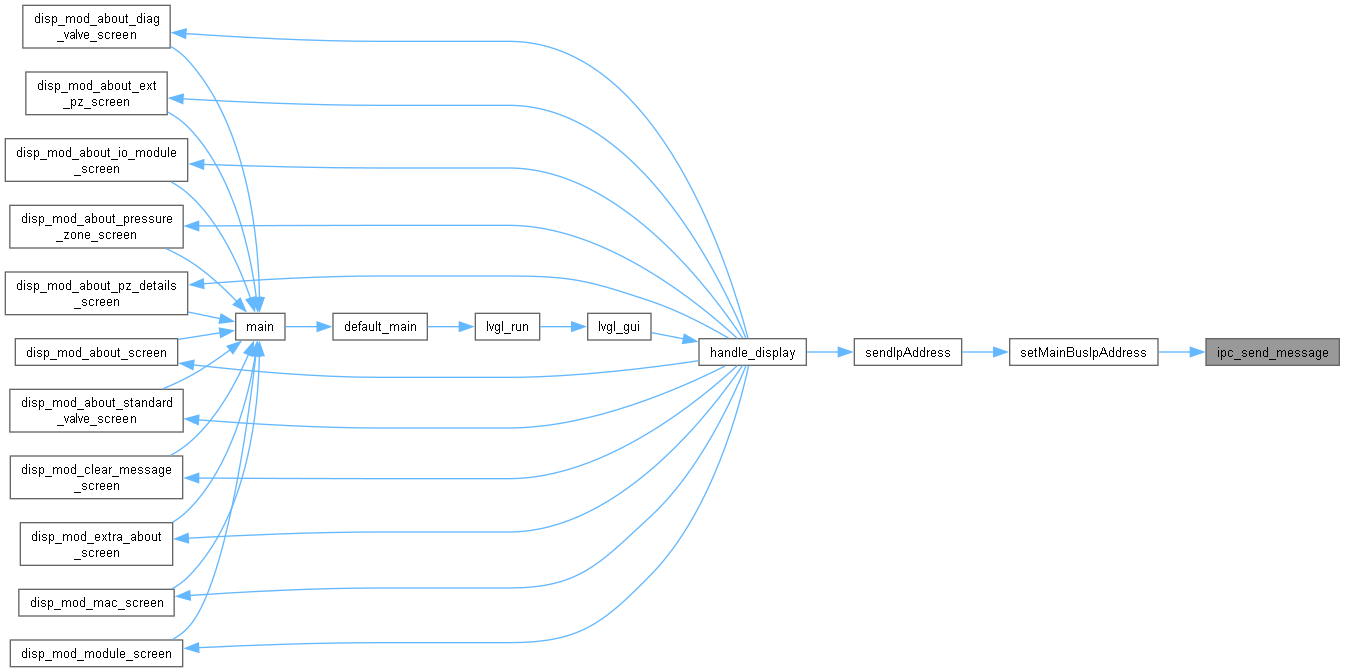 disp_mod_about_diag
_valve_screen
disp_mod_about_ext
_pz_screen
disp_mod_about_io_module
_screen
disp_mod_about_pressure
_zone_screen
disp_mod_about_pz_details
_screen
disp_mod_about_screen
disp_mod_about_standard
_valve_screen
disp_mod_clear_message
_screen
disp_mod_extra_about
_screen
disp_mod_mac_screen
disp_mod_module_screen
main
default_main
lvgl_run
lvgl_gui
handle_display
sendIpAddress
setMainBusIpAddress
ipc_send_message